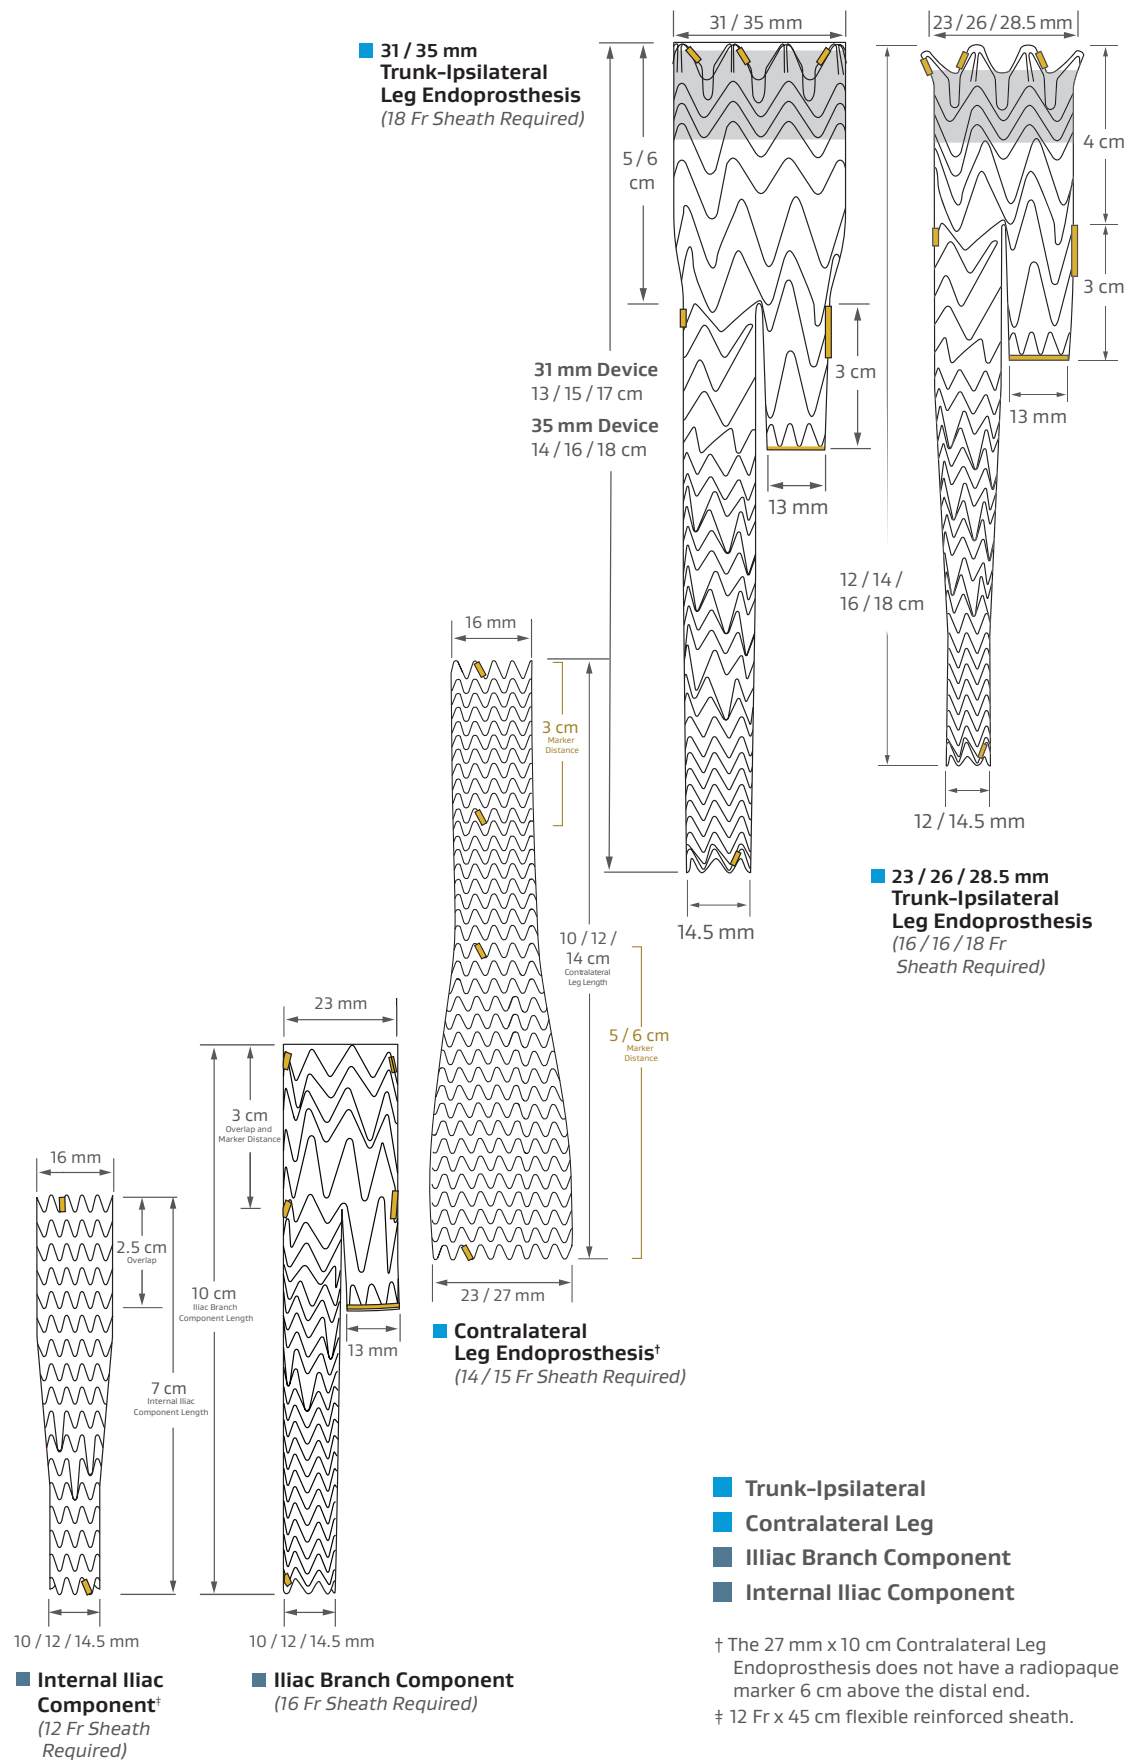 31 / 35 mm
23 / 26 / 28.5 mm
31 / 35 mm
Trunk-Ipsilateral
Leg Endoprosthesis
(18 Fr Sheath Required)
5 / 6
cm
4 cm
3 cm
31 mm Device
13 / 15 / 17 cm
35 mm Device
14 / 16 / 18 cm
3 cm
13 mm
13 mm
12 / 14 /
16 / 18 cm
12 / 14.5 mm
14.5 mm
23 / 26 / 28.5 mm
Trunk-Ipsilateral
Leg Endoprosthesis
(16 / 16 / 18 Fr
Sheath Required)
16 mm
3 cm
Marker
Distance
10 / 12 /
14 cm
Contralateral
Leg Length
5 / 6 cm
Marker
Distance
23 / 27 mm
Contralateral
Leg Endoprosthesis†
(14 / 15 Fr Sheath Required)
23 mm
3 cm
Overlap and
Marker Distance
10 cm
Iliac Branch
Component Length
13 mm
10 / 12 / 14.5 mm
Iliac Branch Component
(16 Fr Sheath Required)
16 mm
2.5 cm
Overlap
7 cm
Internal Iliac
Component Length
10 / 12 / 14.5 mm
Internal Iliac
Component‡
(12 Fr Sheath
Required)
Trunk-Ipsilateral
Contralateral Leg
Illiac Branch Component
Internal Iliac Component
† The 27 mm x 10 cm Contralateral Leg
Endoprosthesis does not have a radiopaque
marker 6 cm above the distal end.
‡ 12 Fr x 45 cm flexible reinforced sheath.